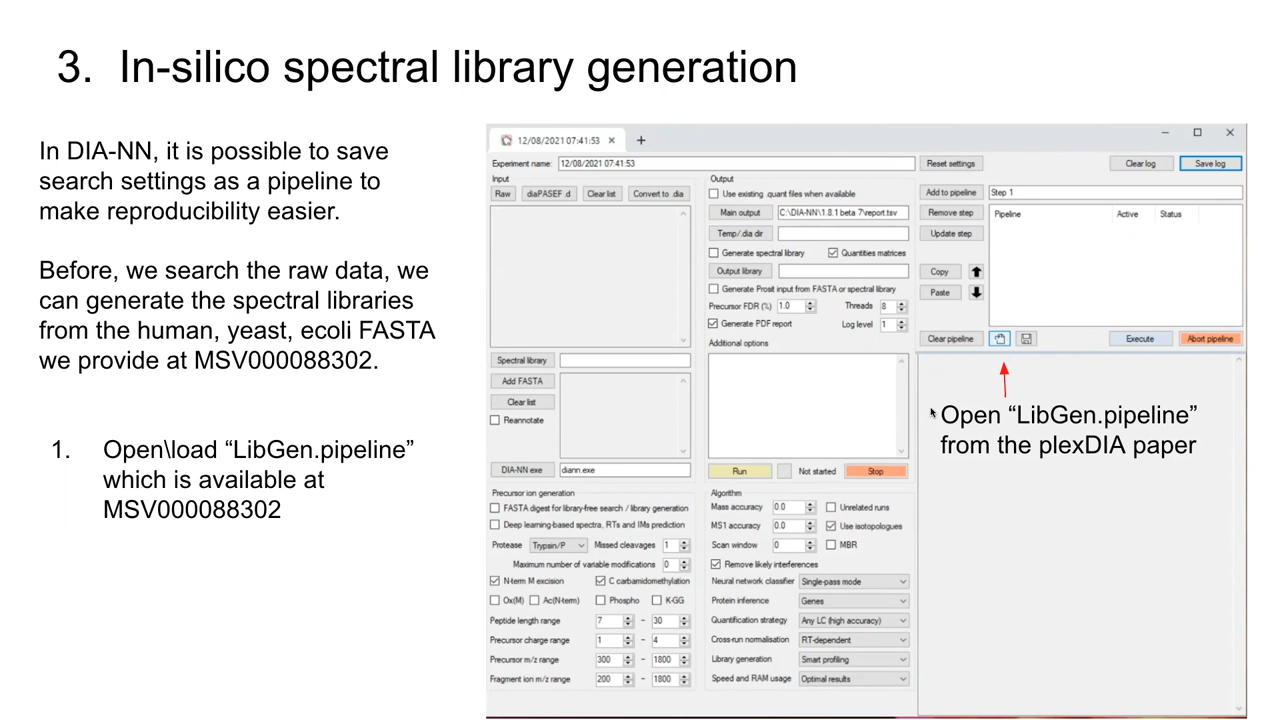 3. In-silico spectral library generation
In DIA-NN, it is possible to save
search settings as a pipeline to
make reproducibility easier.
Before, we search the raw data, we
can generate the spectral libraries
from the human, yeast, ecoli FASTA
we provide at MSV000088302.
1. Open\load “LibGen.pipeline”
which is available at
MSV000088302
12/08/2021 07:41:53
Experiment name: 12/08/2021 07:41:53
Input
Raw diaPASEF .d Clear list Convert to .dia
Spectral library
Add FASTA
Clear list
Reannotate
DIA-NN exe diann.exe
Output
Use existing .quant files when available
Main output C:\DIA-NN\1.8.1 beta 7\report.tsv
Temp/.dia dir
Generate spectral library Quantities matrices
Output library
Generate Prosit input from FASTA or spectral library
Precursor FDR (%) 1.0 Threads 8
Generate PDF report Log level 1
Additional options
Run Not started Stop
Precursor ion generation
FASTA digest for library-free search / library generation
Deep learning-based spectra, RTs and IMs prediction
Protease Trypsin/P Missed cleavages 1
Maximum number of variable modifications 0
N-term M excision C carbamidomethylation
Ox(M) Ac(N-term) Phospho K-GG
Peptide length range 7 - 30
Precursor charge range 1 - 4
Precursor m/z range 300 - 1800
Fragment ion m/z range 200 - 1800
Algorithm
Mass accuracy 0.0 Unrelated runs
MS1 accuracy 0.0 Use isotopologues
Scan window 0 MBR
Remove likely interferences
Neural network classifier Single-pass mode
Protein inference Genes
Quantification strategy Any LC (high accuracy)
Cross-run normalisation RT-dependent
Library generation Smart profiling
Speed and RAM usage Optimal results
Reset settings Clear log Save log
Add to pipeline Step 1
Remove step Pipeline Active Status
Update step
Copy
Paste
Clear pipeline Execute Abort pipeline
Open “LibGen.pipeline”
from the plexDIA paper